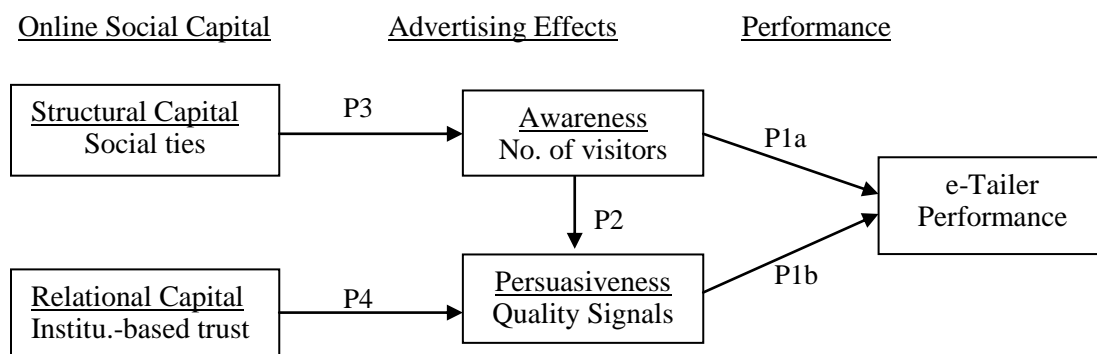 Online Social Capital
Advertising Effects
Performance
Structural Capital
Social ties
P3
Awareness
No. of visitors
P1a
e-Tailer
Performance
P2
Relational Capital
Institu.-based trust
P4
Persuasiveness
Quality Signals
P1b